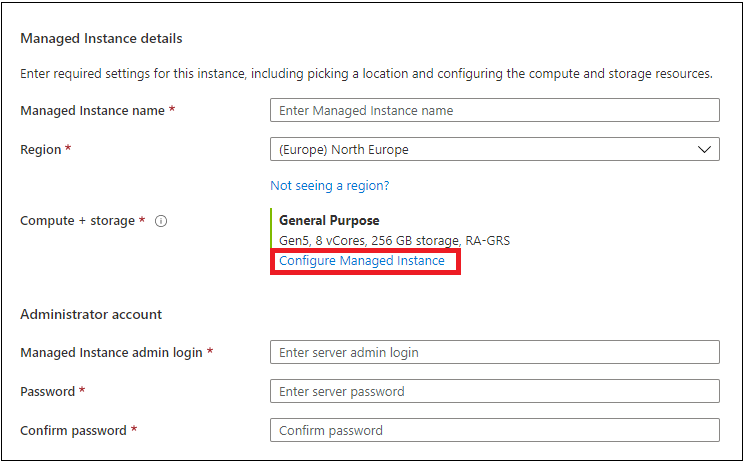 Managed Instance details
Enter required settings for this instance, including picking a location and configuring the compute and storage resources.
Managed Instance name * Enter Managed Instance name
Region * (Europe) North Europe
Not seeing a region?
Compute + storage * General Purpose
Gen5, 8 vCores, 256 GB storage, RA-GRS
Configure Managed Instance
Administrator account
Managed Instance admin login * Enter server admin login
Password * Enter server password
Confirm password * Confirm password